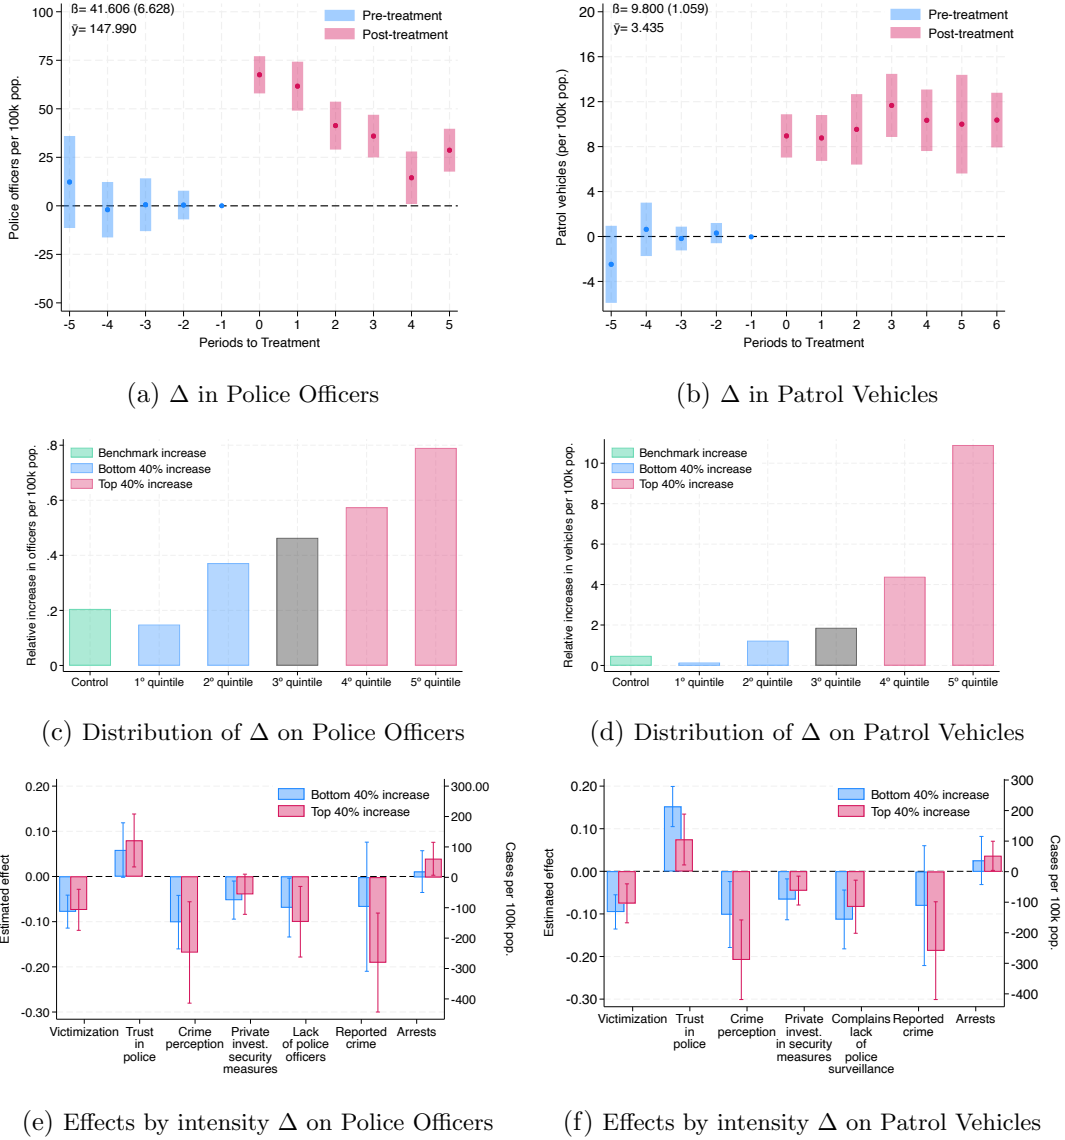 ß= 41.606 (6.628)
ȳ= 147.990
Pre-treatment
Post-treatment
Police officers per 100k pop.
100
75
50
25
0
-25
-50
-5 -4 -3 -2 -1 0 1 2 3 4 5
Periods to Treatment
(a) Δ in Police Officers
ß= 9.800 (1.059)
ȳ= 3.435
Pre-treatment
Post-treatment
Patrol vehicles (per 100k pop.)
20
16
12
8
4
0
-4
-5 -4 -3 -2 -1 0 1 2 3 4 5 6
Periods to Treatment
(b) Δ in Patrol Vehicles
Relative increase in officers per 100k pop.
.8
.6
.4
.2
0
Benchmark increase
Bottom 40% increase
Top 40% increase
Control 1º quintile 2º quintile 3º quintile 4º quintile 5º quintile
(c) Distribution of Δ on Police Officers
Relative increase in vehicles per 100k pop.
10
8
6
4
2
0
Benchmark increase
Bottom 40% increase
Top 40% increase
Control 1º quintile 2º quintile 3º quintile 4º quintile 5º quintile
(d) Distribution of Δ on Patrol Vehicles
Estimated effect
0.20
0.10
0.00
-0.10
-0.20
-0.30
Bottom 40% increase
Top 40% increase
300.00
200
100
0
-100
-200
-300
-400
Cases per 100k pop.
Victimization
Trust in police
Crime perception
Private invest. security measures
Lack of police officers
Reported crime
Arrests
(e) Effects by intensity Δ on Police Officers
Estimated effect
0.20
0.10
0.00
-0.10
-0.20
-0.30
Bottom 40% increase
Top 40% increase
300
200
100
0
-100
-200
-300
-400
Cases per 100k pop.
Victimization
Trust in police
Crime perception
Private invest. in security measures
Complains lack of police surveillance
Reported crime
Arrests
(f) Effects by intensity Δ on Patrol Vehicles